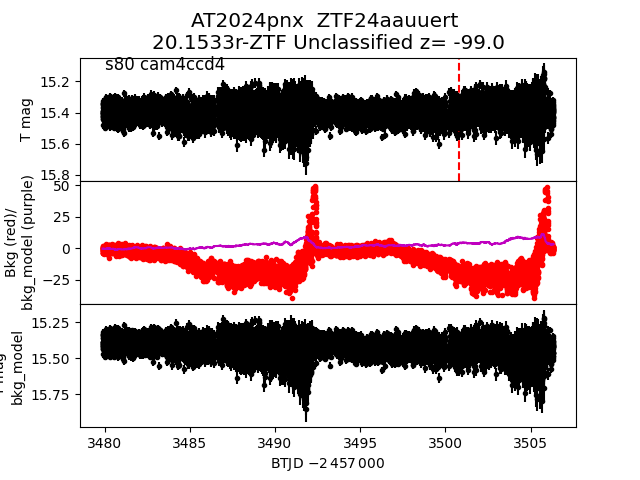 AT2024pnx ZTF24aauuert
20.1533r-ZTF Unclassified z= -99.0
s80 cam4ccd4
15.2
15.4
15.6
15.8
T mag
50
25
0
−25
Bkg (red)/
bkg_model (purple)
15.25
15.50
15.75
mag
bkg_model
3480 3485 3490 3495 3500 3505
BTJD −2 457 000